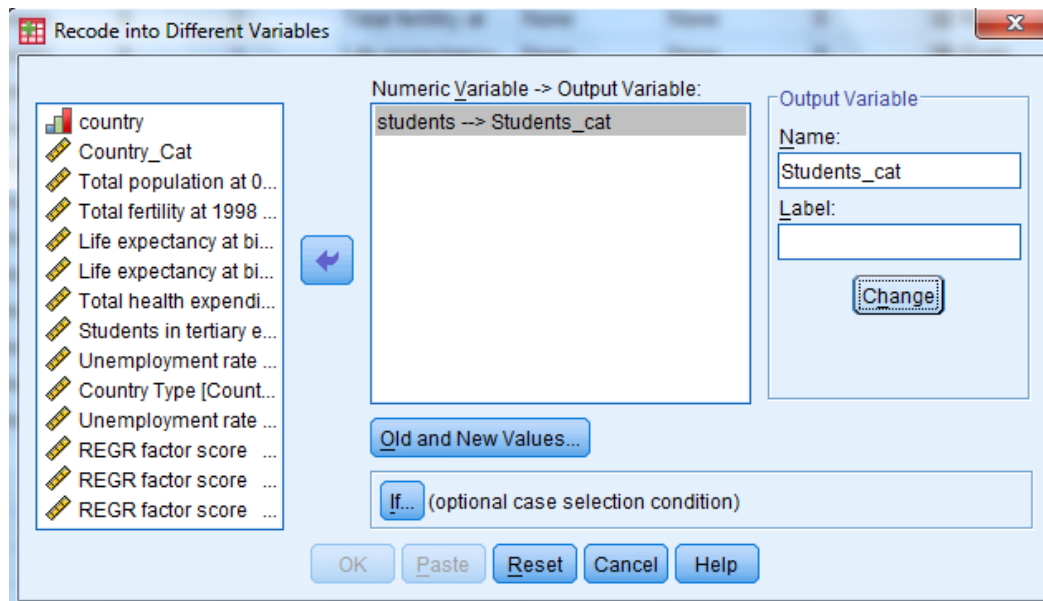 Recode into Different Variables
country
Country_Cat
Total population at 0...
Total fertility at 1998 ...
Life expectancy at bi...
Life expectancy at bi...
Total health expendi...
Students in tertiary e...
Unemployment rate ...
Country Type [Count...
Unemployment rate ...
REGR factor score ...
REGR factor score ...
REGR factor score ...
Numeric Variable -> Output Variable:
students --> Students_cat
Output Variable
Name:
Students_cat
Label:
Change
Old and New Values...
If... (optional case selection condition)
OK Paste Reset Cancel Help